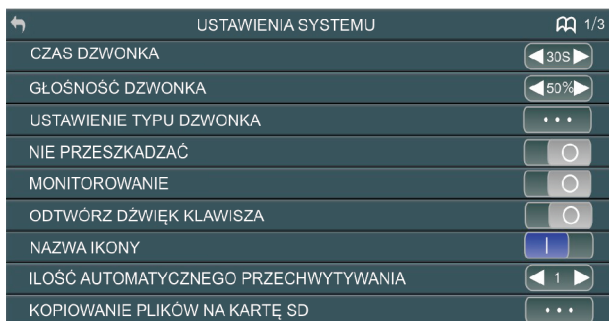 USTAWIENIA SYSTEMU 1/3
CZAS DZWONKA 30S
GŁOŚNOŚĆ DZWONKA 50%
USTAWIENIE TYPU DZWONKA ...
NIE PRZESZKADZAĆ
MONITOROWANIE
ODTWÓRZ DŹWIĘK KLAWISZA
NAZWA IKONY
ILOŚĆ AUTOMATYCZNEGO PRZECHWYTYWANIA 1
KOPIOWANIE PLIKÓW NA KARTĘ SD ...